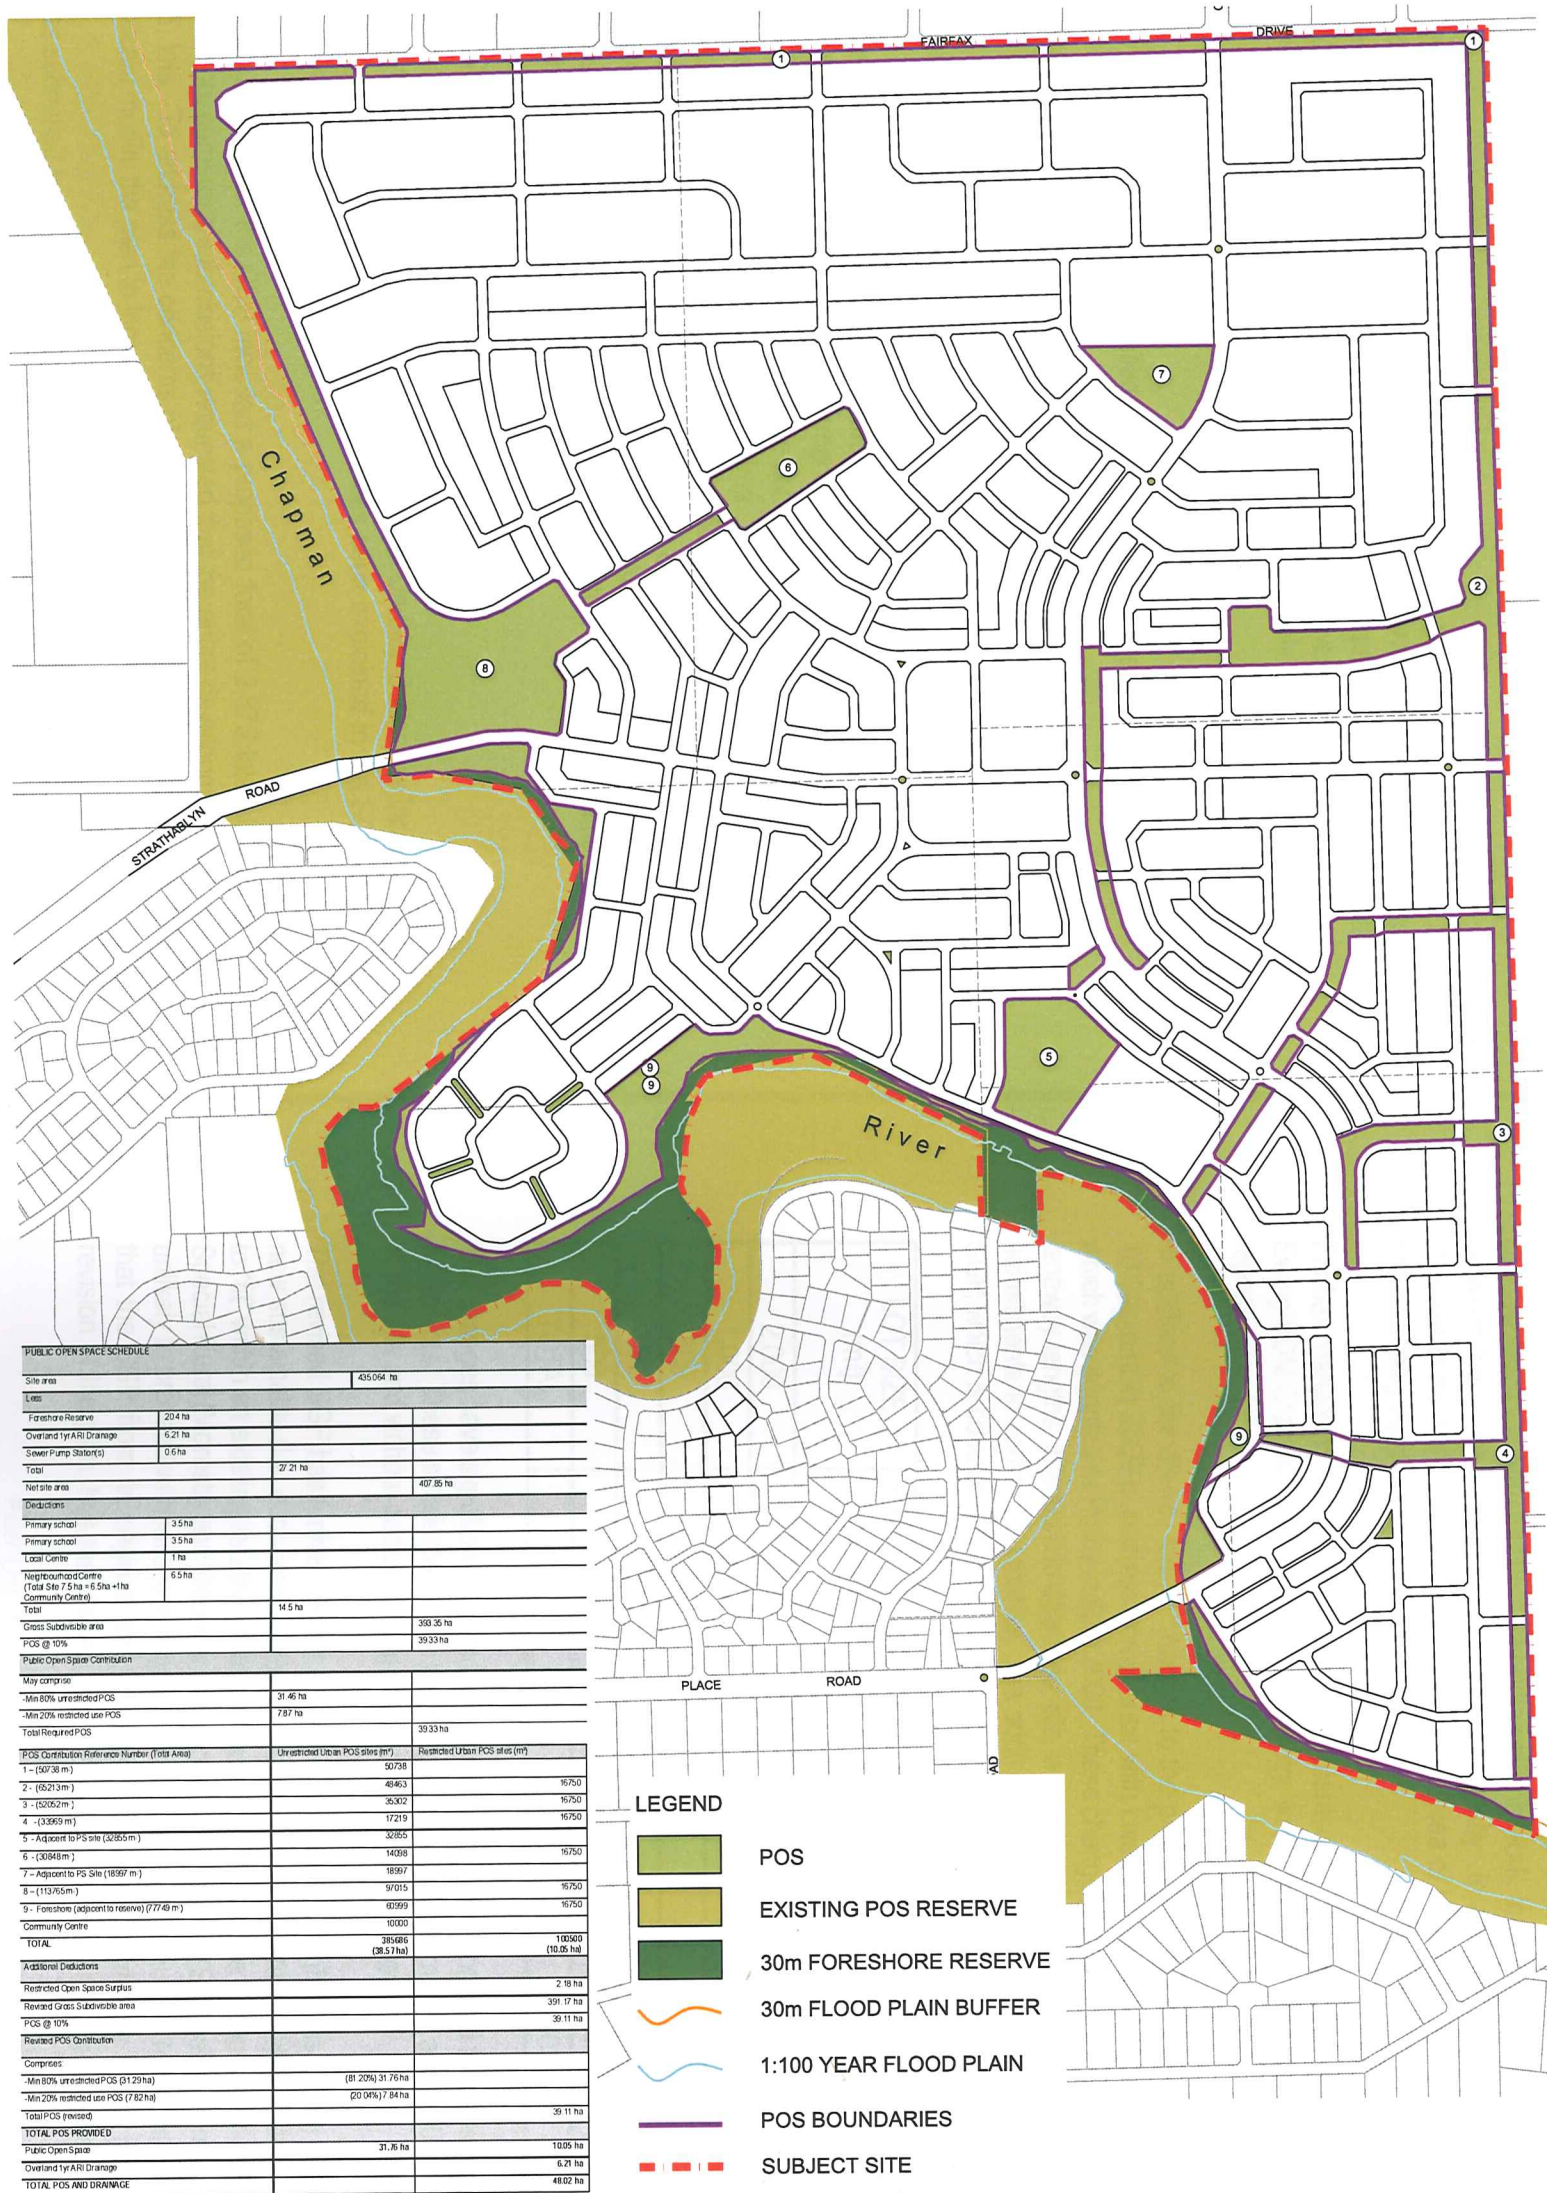 FAIRFAX
DRIVE
1
1
7
6
Chapman
2
8
STRATHABLYN ROAD
5
9
9
River
3
9
4
PLACE ROAD
AD
PUBLIC OPEN SPACE SCHEDULE
Site area 435.064 ha
Less
Foreshore Reserve 20.4 ha
Overland 1yr ARI Drainage 6.21 ha
Sewer Pump Station(s) 0.6 ha
Total 27.21 ha
Net site area 407.85 ha
Deductions
Primary school 3.5 ha
Primary school 3.5 ha
Local Centre 1 ha
Neighbourhood Centre 6.5 ha
(Total Site 7.5 ha = 6.5ha +1ha
Community Centre)
Total 14.5 ha
Gross Subdivisible area 393.35 ha
POS @ 10% 39.33 ha
Public Open Space Contribution
May comprise
-Min 80% unrestricted POS 31.46 ha
-Min 20% restricted use POS 7.87 ha
Total Required POS 39.33 ha
POS Contribution Reference Number (Total Area) Unrestricted Urban POS sites (m²) Restricted Urban POS sites (m²)
1 – (50738 m²) 50738
2 - (65213 m²) 48463 16750
3 - (52052 m²) 35302 16750
4 - (33969 m²) 17219 16750
5 - Adjacent to PS site (32855 m²) 32855
6 - (30848 m²) 14098 16750
7 – Adjacent to PS Site (18997 m²) 18997
8 – (113765 m²) 97015 16750
9 - Foreshore (adjacent to reserve) (77749 m²) 60999 16750
Community Centre 10000
TOTAL 385686 100500
(38.57 ha) (10.05 ha)
Additional Deductions
Restricted Open Space Surplus 2.18 ha
Revised Gross Subdivisible area 391.17 ha
POS @ 10% 39.11 ha
Revised POS Contribution
Comprises:
-Min 80% unrestricted POS (31.29 ha) (81.20%) 31.76 ha
-Min 20% restricted use POS (7.82 ha) (20.04%) 7.84 ha
Total POS (revised) 39.11 ha
TOTAL POS PROVIDED
Public Open Space 31.76 ha 10.05 ha
Overland 1yr ARI Drainage 6.21 ha
TOTAL POS AND DRAINAGE 48.02 ha
LEGEND
POS
EXISTING POS RESERVE
30m FORESHORE RESERVE
30m FLOOD PLAIN BUFFER
1:100 YEAR FLOOD PLAIN
POS BOUNDARIES
SUBJECT SITE